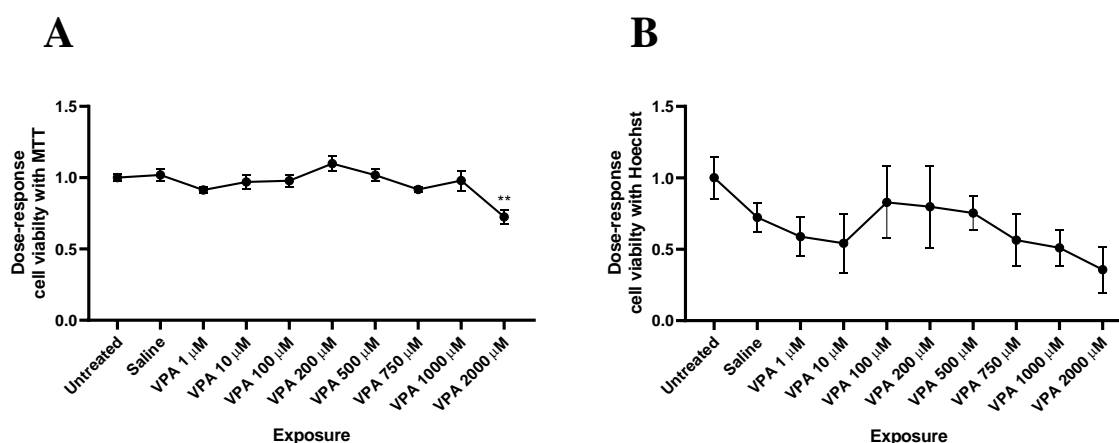 A
1.5
1.0
0.5
0.0
Dose-response
cell viabilty with MTT
**
Untreated
Saline
VPA 1 μM
VPA 10 μM
VPA 100 μM
VPA 200 μM
VPA 500 μM
VPA 750 μM
VPA 1000 μM
VPA 2000 μM
Exposure
B
1.5
1.0
0.5
0.0
Dose-response
cell viabilty with Hoechst
Untreated
Saline
VPA 1 μM
VPA 10 μM
VPA 100 μM
VPA 200 μM
VPA 500 μM
VPA 750 μM
VPA 1000 μM
VPA 2000 μM
Exposure